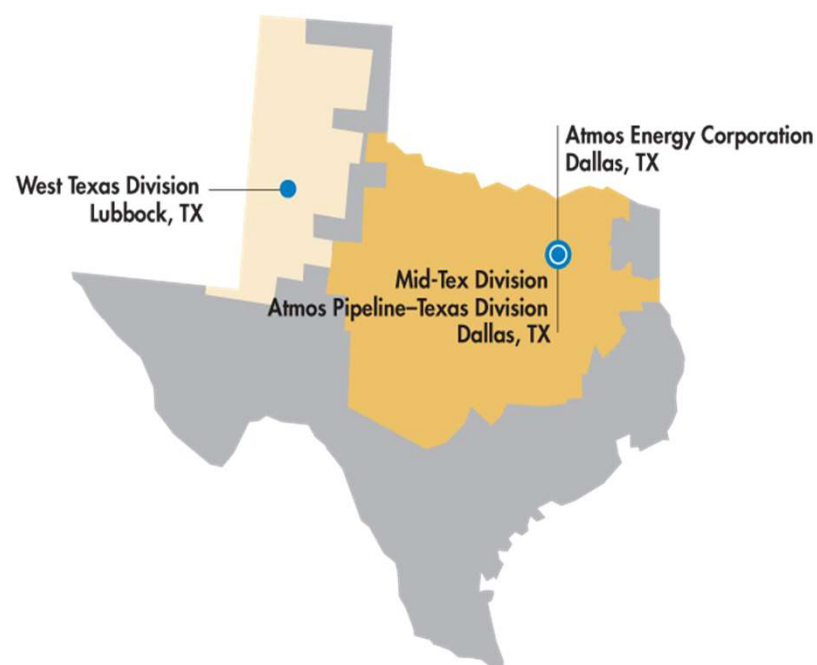 Atmos Energy Corporation
Dallas, TX
West Texas Division
Lubbock, TX
Mid-Tex Division
Atmos Pipeline–Texas Division
Dallas, TX